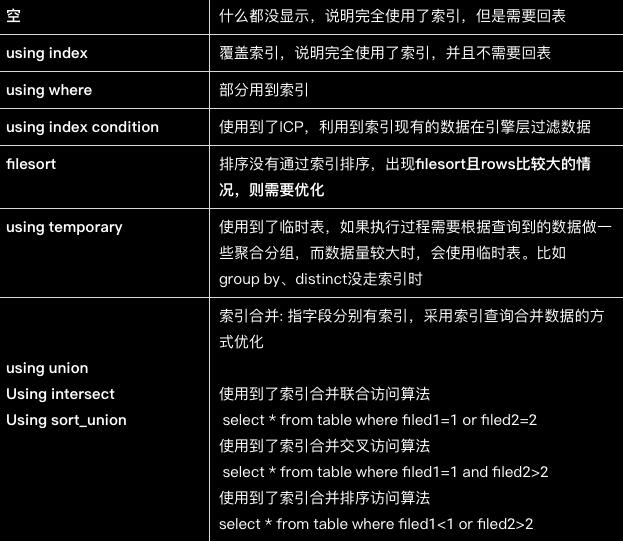 空
什么都没显示，说明完全使用了索引，但是需要回表
using index
覆盖索引，说明完全使用了索引，并且不需要回表
using where
部分用到索引
using index condition
使用到了ICP，利用到索引现有的数据在引擎层过滤数据
filesort
排序没有通过索引排序，出现filesort且rows比较大的情
况，则需要优化
using temporary
使用到了临时表，如果执行过程需要根据查询到的数据做一
些聚合分组，而数据量较大时，会使用临时表。比如
group by、distinct没走索引时
using union
Using intersect
Using sort_union
索引合并: 指字段分别有索引，采用索引查询合并数据的方
式优化
使用到了索引合并联合访问算法
select * from table where filed1=1 or filed2=2
使用到了索引合并交叉访问算法
select * from table where filed1=1 and filed2>2
使用到了索引合并排序访问算法
select * from table where filed1<1 or filed2>2